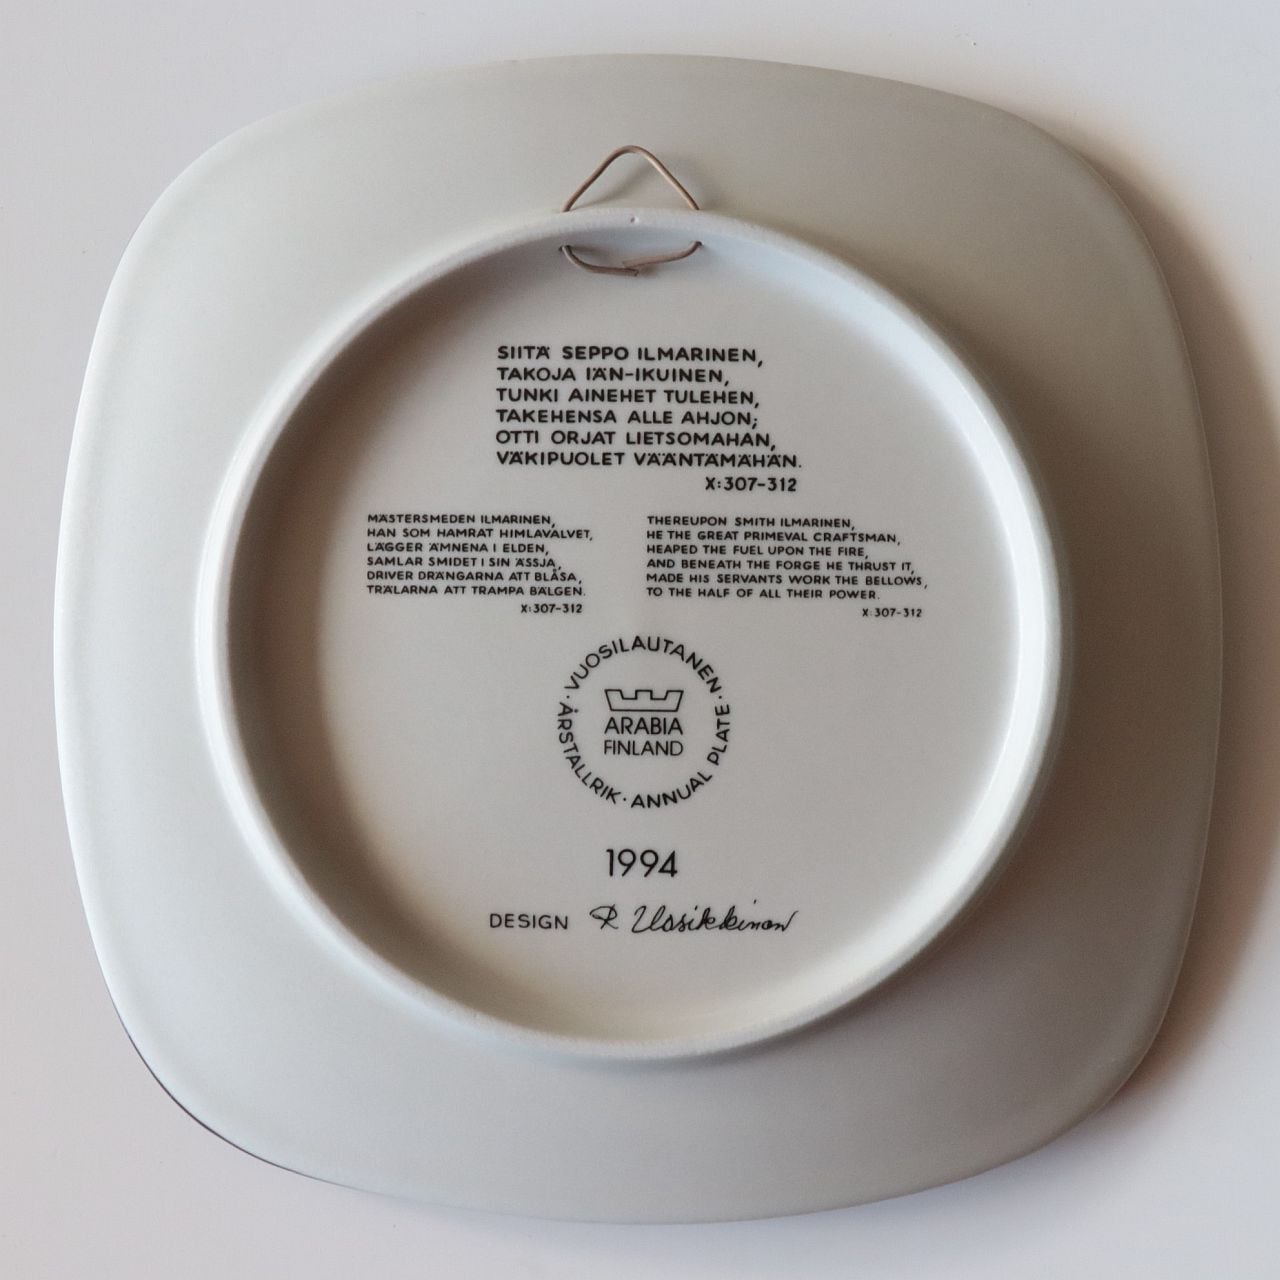 SIITÄ SEPPO ILMARINEN,
TAKOJA IÄN-IKUINEN,
TUNKI AINEHET TULEHEN,
TAKEHENSA ALLE AHJON;
OTTI ORJAT LIETSOMAHAN,
VÄKIPUOLET VÄÄNTÄMÄHÄN.
X:307-312
MÄSTERSMEDEN ILMARINEN,
HAN SOM HAMRAT HIMLAVALVET,
LÄGGER ÄMNENA I ELDEN,
SAMLAR SMIDET I SIN ÄSSJA,
DRIVER DRÄNGARNA ATT BLÅSA,
TRÄLARNA ATT TRAMPA BÄLGEN.
X:307-312
THEREUPON SMITH ILMARINEN,
HE THE GREAT PRIMEVAL CRAFTSMAN,
HEAPED THE FUEL UPON THE FIRE,
AND BENEATH THE FORGE HE THRUST IT,
MADE HIS SERVANTS WORK THE BELLOWS,
TO THE HALF OF ALL THEIR POWER.
X:307-312
· VUOSILAUTANEN · ANNUAL PLATE · ÅRSTALLRIK
ARABIA
FINLAND
1994
DESIGN R Uosikkinen